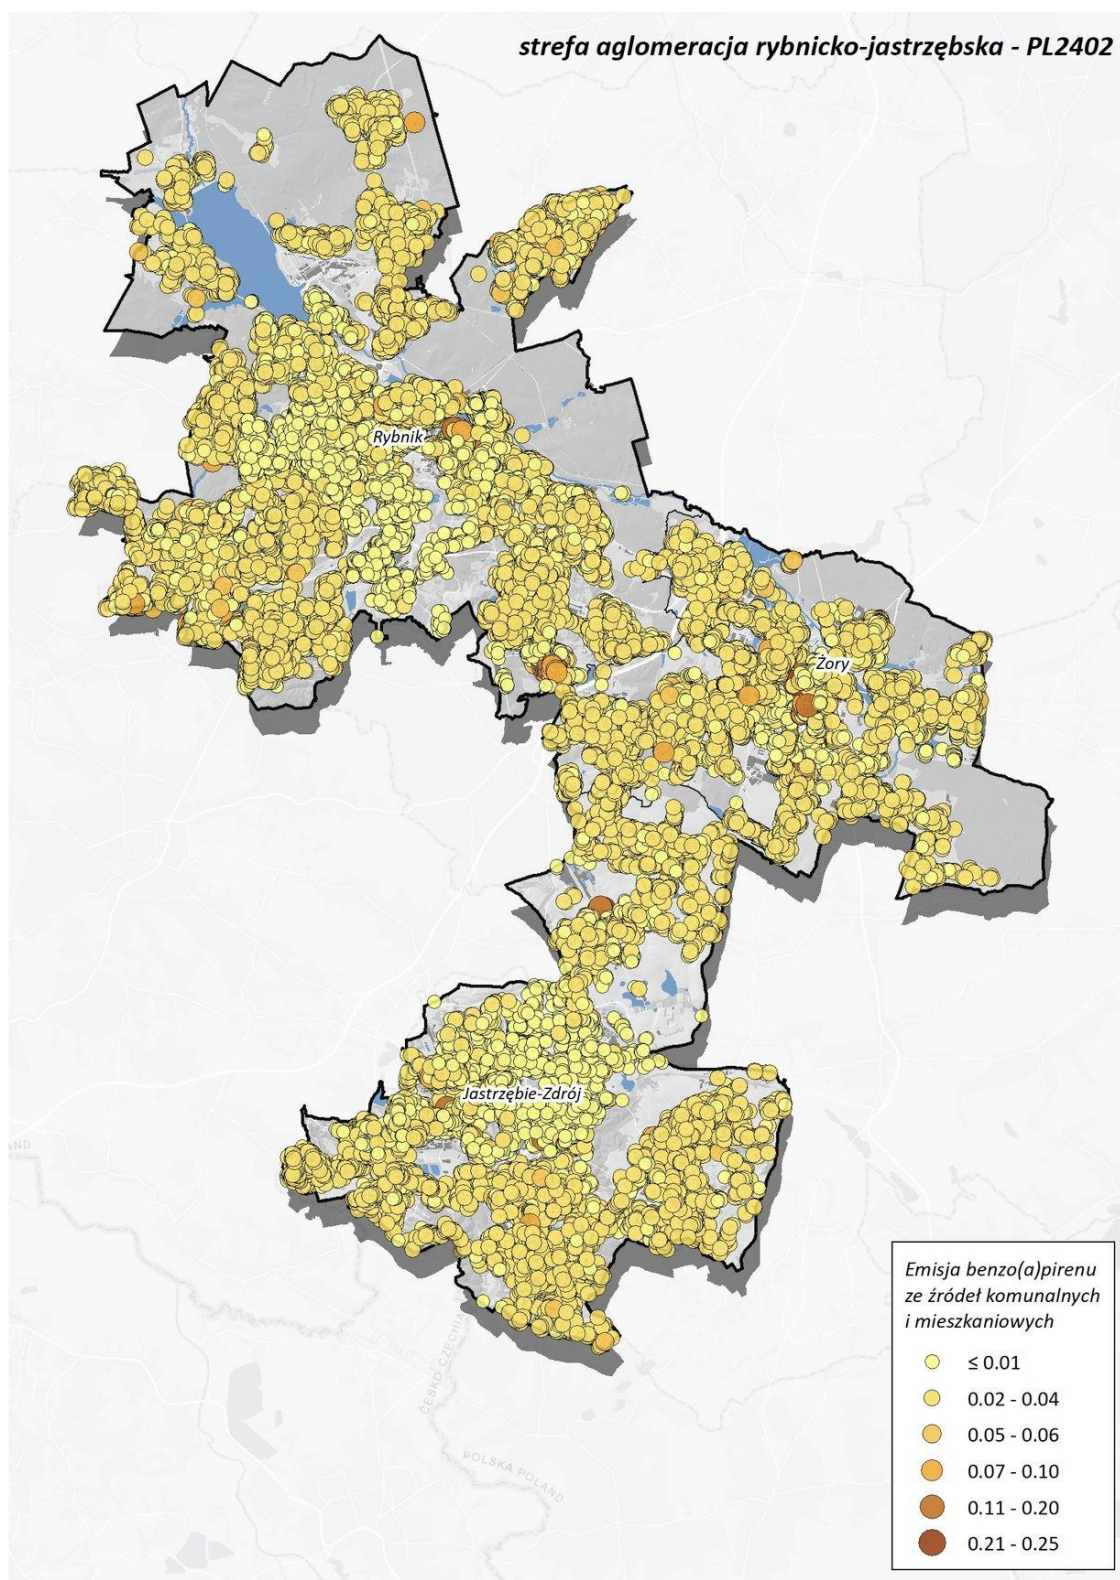 strefa aglomeracja rybnicko-jastrzębska - PL2402
Rybnik
Żory
Jastrzębie-Zdrój
ČESKO CZECHIA
POLSKA POLAND
Emisja benzo(a)pirenu
ze źródeł komunalnych
i mieszkaniowych
≤ 0.01
0.02 - 0.04
0.05 - 0.06
0.07 - 0.10
0.11 - 0.20
0.21 - 0.25